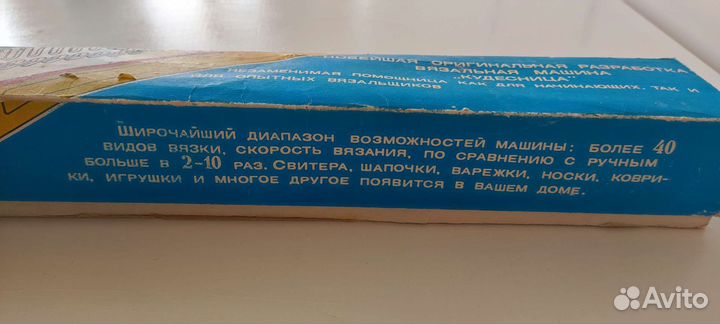 НОВЕЙШАЯ ОРИГИНАЛЬНАЯ РАЗРАБОТКА
ВЯЗАЛЬНАЯ МАШИНА
НЕЗАМЕНИМАЯ ПОМОЩНИЦА „КУДЕСНИЦА"
КАК ДЛЯ НАЧИНАЮЩИХ, ТАК И
ДЛЯ ОПЫТНЫХ ВЯЗАЛЬЩИКОВ
ШИРОЧАЙШИЙ ДИАПАЗОН ВОЗМОЖНОСТЕЙ МАШИНЫ: БОЛЕЕ 40
ВИДОВ ВЯЗКИ, СКОРОСТЬ ВЯЗАНИЯ, ПО СРАВНЕНИЮ С РУЧНЫМ
БОЛЬШЕ В 2-10 РАЗ. СВИТЕРА, ШАПОЧКИ, ВАРЕЖКИ, НОСКИ, КОВРИ-
КИ, ИГРУШКИ И МНОГОЕ ДРУГОЕ ПОЯВИТСЯ В ВАШЕМ ДОМЕ.
Avito